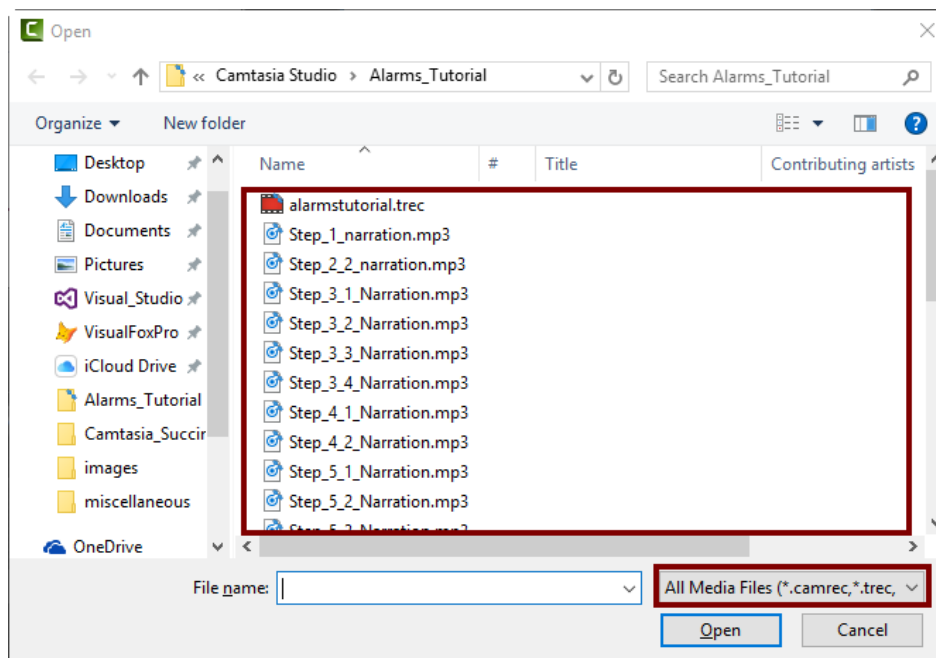 Open
« Camtasia Studio › Alarms_Tutorial
Search Alarms_Tutorial
Organize
New folder
Name
#
Title
Contributing artists
Desktop
Downloads
Documents
Pictures
Visual_Studio
VisualFoxPro
iCloud Drive
Alarms_Tutorial
Camtasia_Succir
images
miscellaneous
OneDrive
alarmstutorial.trec
Step_1_narration.mp3
Step_2_2_narration.mp3
Step_3_1_Narration.mp3
Step_3_2_Narration.mp3
Step_3_3_Narration.mp3
Step_3_4_Narration.mp3
Step_4_1_Narration.mp3
Step_4_2_Narration.mp3
Step_5_1_Narration.mp3
Step_5_2_Narration.mp3
File name:
All Media Files (*.camrec,*.trec,
Open
Cancel